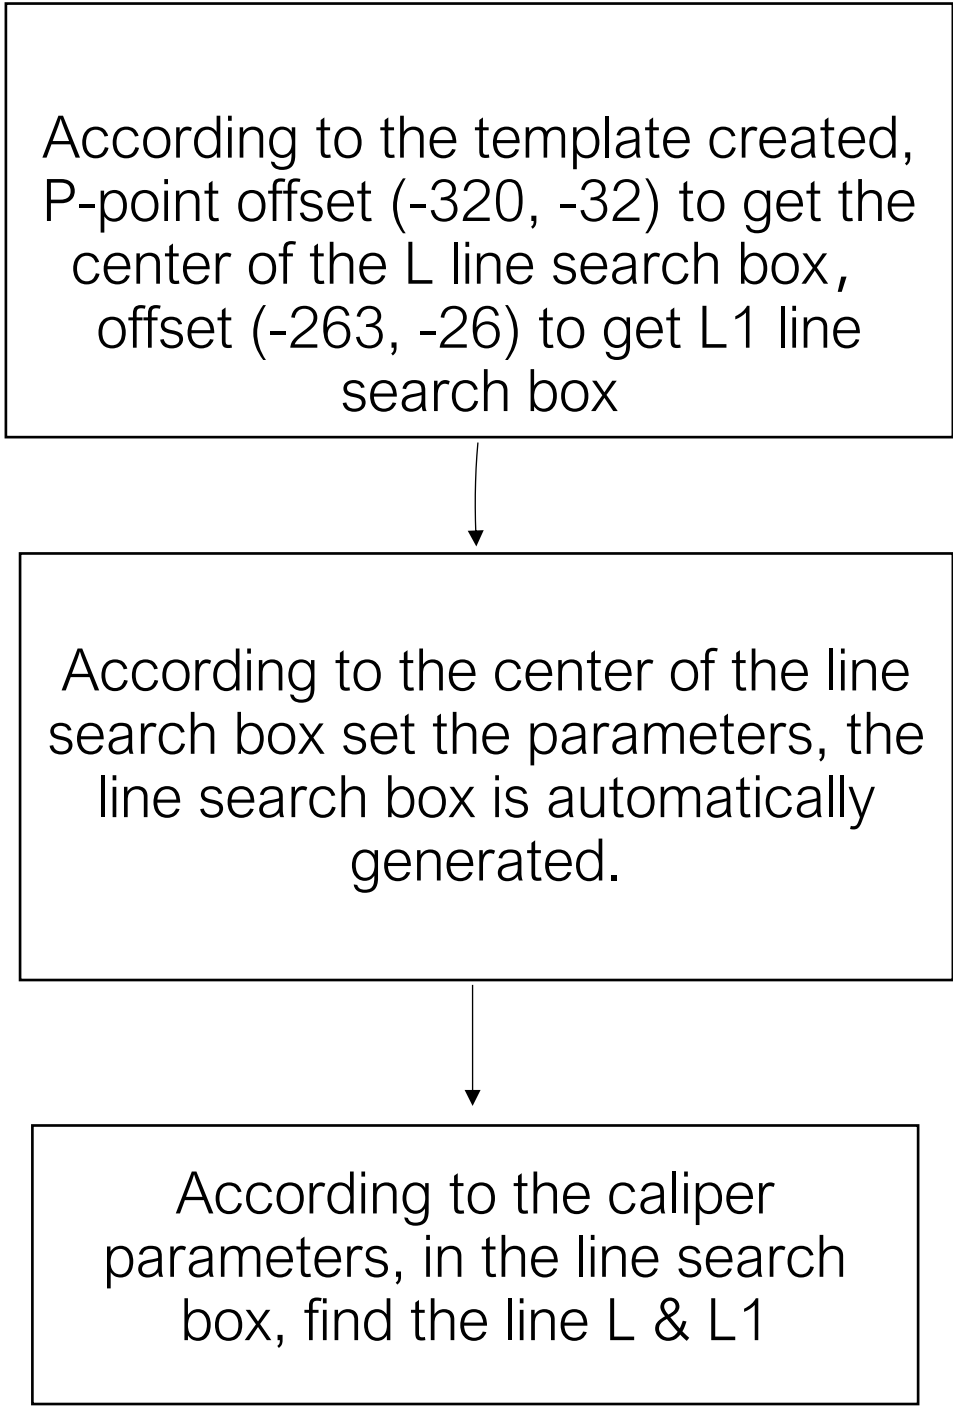 According to the template created,
P-point offset (-320, -32) to get the
center of the L line search box,
offset (-263, -26) to get L1 line
search box
According to the center of the line
search box set the parameters, the
line search box is automatically
generated.
According to the caliper
parameters, in the line search
box, find the line L & L1